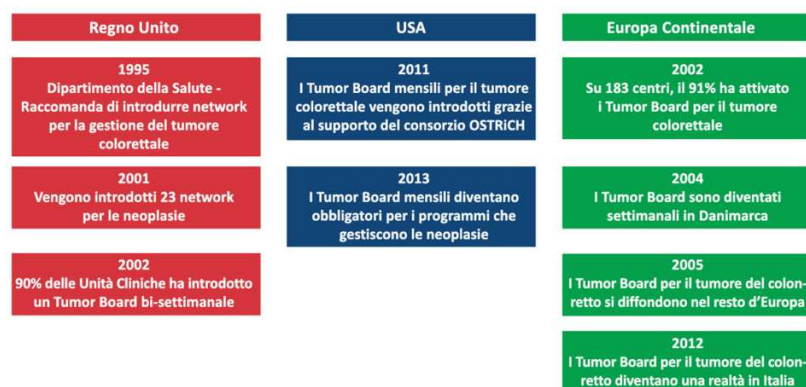 Regno Unito
1995
Dipartimento della Salute -
Raccomanda di introdurre network
per la gestione del tumore
colorettale
2001
Vengono introdotti 23 network
per le neoplasie
2002
90% delle Unità Cliniche ha introdotto
un Tumor Board bi-settimanale
USA
2011
I Tumor Board mensili per il tumore
colorettale vengono introdotti grazie
al supporto del consorzio OSTRiCH
2013
I Tumor Board mensili diventano
obbligatori per i programmi che
gestiscono le neoplasie
Europa Continentale
2002
Su 183 centri, il 91% ha attivato
i Tumor Board per il tumore
colorettale
2004
I Tumor Board sono diventati
settimanali in Danimarca
2005
I Tumor Board per il tumore del colon-
retto si diffondono nel resto d'Europa
2012
I Tumor Board per il tumore del colon-
retto diventano una realtà in Italia